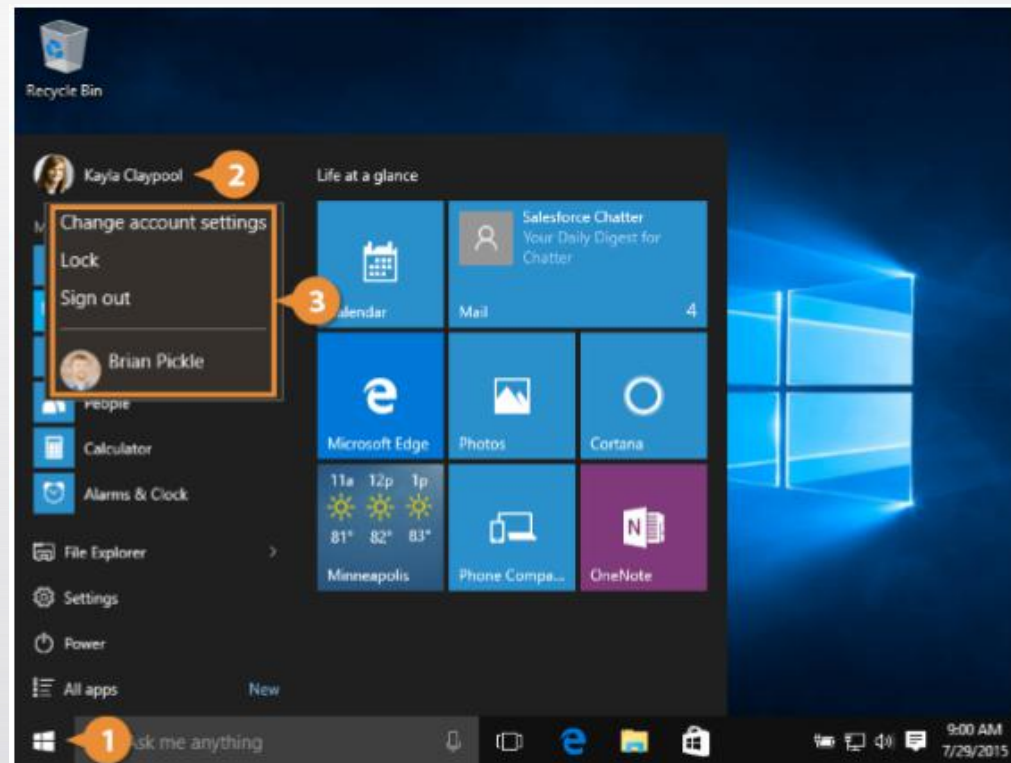 Recycle Bin
Kayla Claypool
2
Life at a glance
M
Change account settings
Lock
Sign out
3
Brian Pickle
People
Calculator
Alarms & Clock
File Explorer
Settings
Power
All apps
New
Salesforce Chatter
Your Daily Digest for
Chatter
alendar
Mail
4
Microsoft Edge
Photos
Cortana
11a 12p 1p
81° 82° 83°
Minneapolis
Phone Compa...
OneNote
N
1
sk me anything
9:00 AM
7/29/2015